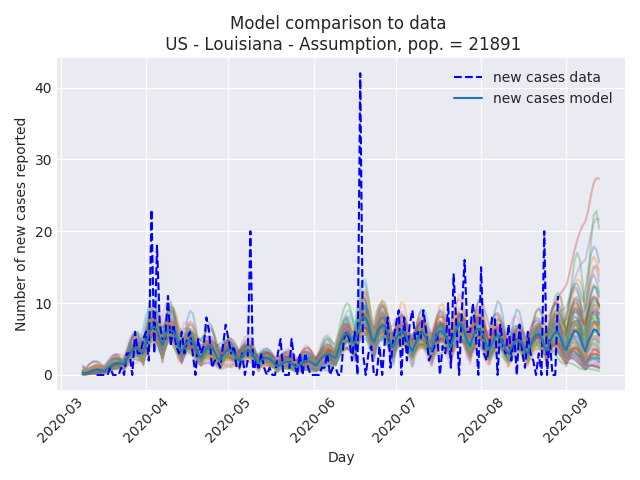 Model comparison to data
US - Louisiana - Assumption, pop. = 21891
new cases data
new cases model
Number of new cases reported
40
30
20
10
0
2020-03
2020-04
2020-05
2020-06
2020-07
2020-08
2020-09
Day